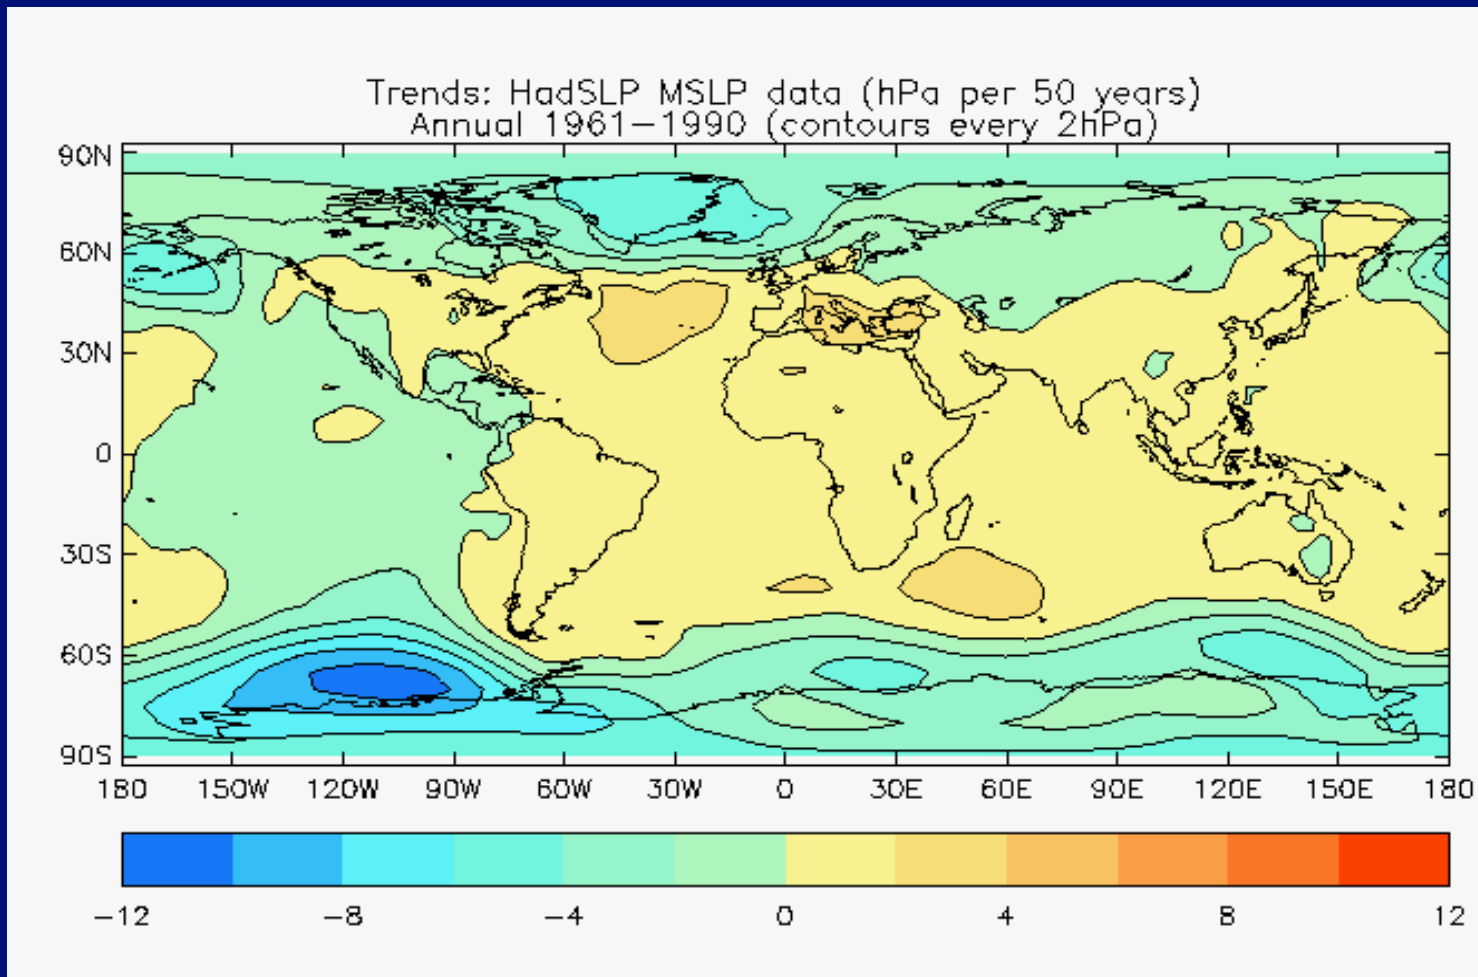 Trends: HadSLP MSLP data (hPa per 50 years)
Annual 1961-1990 (contours every 2hPa)
90N
60N
30N
0
30S
60S
90S
180 150W 120W 90W 60W 30W 0 30E 60E 90E 120E 150E 180
-12 -8 -4 0 4 8 12